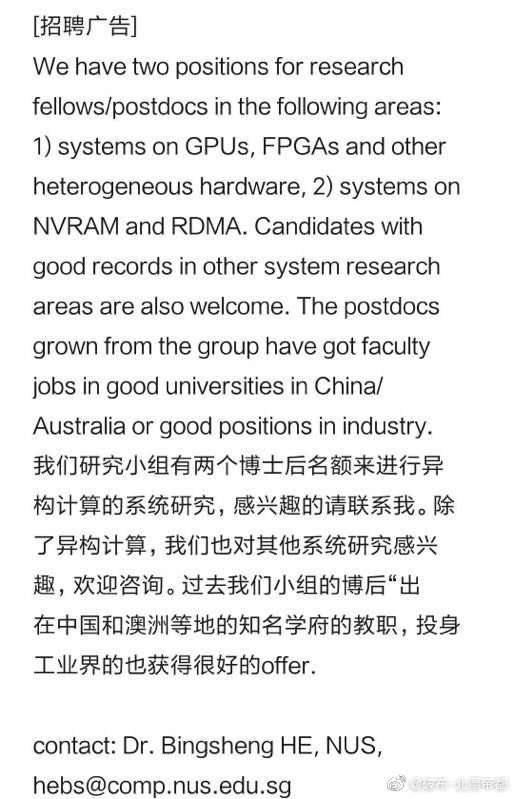 [招聘广告]
We have two positions for research
fellows/postdocs in the following areas:
1) systems on GPUs, FPGAs and other
heterogeneous hardware, 2) systems on
NVRAM and RDMA. Candidates with
good records in other system research
areas are also welcome. The postdocs
grown from the group have got faculty
jobs in good universities in China/
Australia or good positions in industry.
我们研究小组有两个博士后名额来进行异
构计算的系统研究，感兴趣的请联系我。除
了异构计算，我们也对其他系统研究感兴
趣，欢迎咨询。过去我们小组的博后“出
在中国和澳洲等地的知名学府的教职，投身
工业界的也获得很好的offer.
contact: Dr. Bingsheng HE, NUS,
hebs@comp.nus.edu.sg